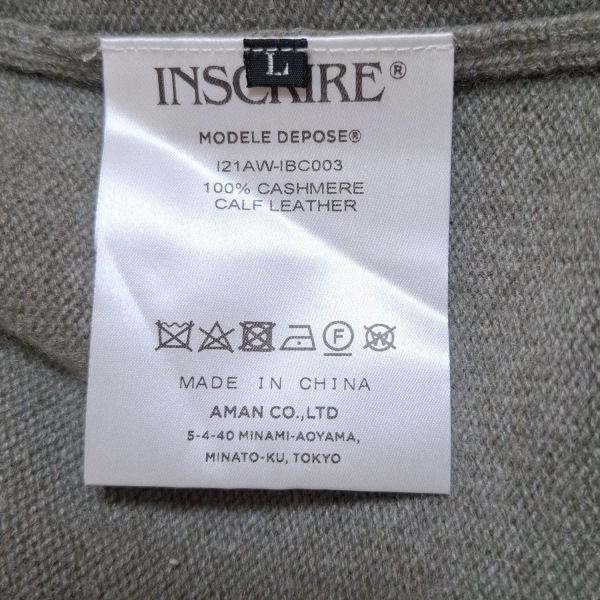 L
INSCRIRE®
MODELE DEPOSE®
I21AW-IBC003
100% CASHMERE
CALF LEATHER
F W
MADE IN CHINA
AMAN CO.,LTD
5-4-40 MINAMI-AOYAMA,
MINATO-KU, TOKYO